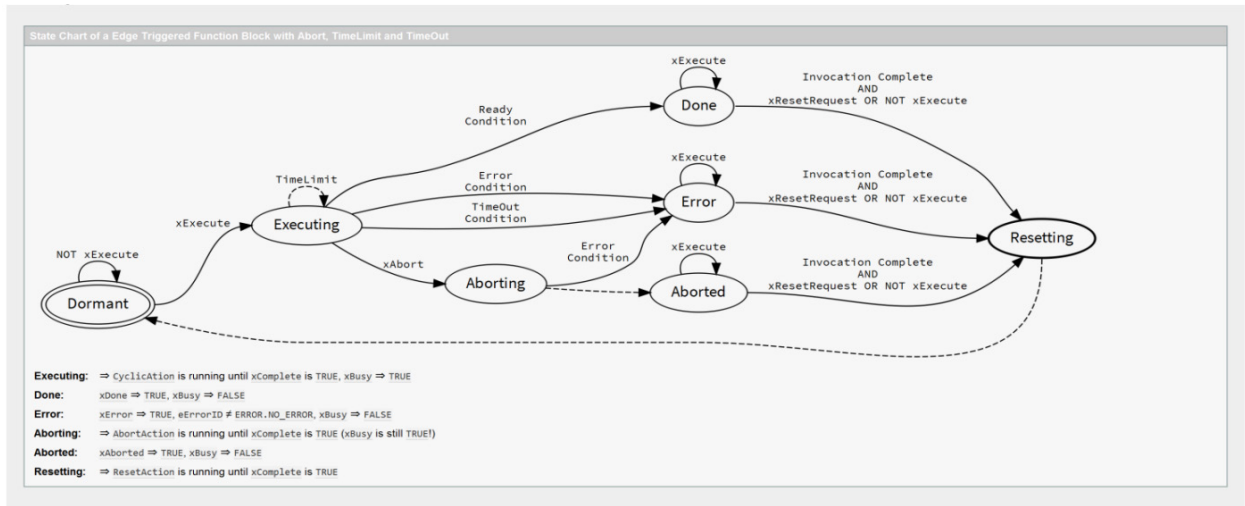 State Chart of a Edge Triggered Function Block with Abort, TimeLimit and TimeOut
xExecute
Done
Invocation Complete
AND
xResetRequest OR NOT xExecute
Ready
Condition
xExecute
Error
Invocation Complete
AND
xResetRequest OR NOT xExecute
TimeLimit
Error
Condition
TimeOut
Condition
xExecute
Executing
Resetting
Error
Condition
xExecute
NOT xExecute
xAbort
Aborting
Aborted
Invocation Complete
AND
xResetRequest OR NOT xExecute
Dormant
Executing: ⇒ CyclicAtion is running until xComplete is TRUE, xBusy ⇒ TRUE
Done: xDone ⇒ TRUE, xBusy ⇒ FALSE
Error: xError ⇒ TRUE, eErrorID ≠ ERROR.NO_ERROR, xBusy ⇒ FALSE
Aborting: ⇒ AbortAction is running until xComplete is TRUE (xBusy is still TRUE!)
Aborted: xAborted ⇒ TRUE, xBusy ⇒ FALSE
Resetting: ⇒ ResetAction is running until xComplete is TRUE